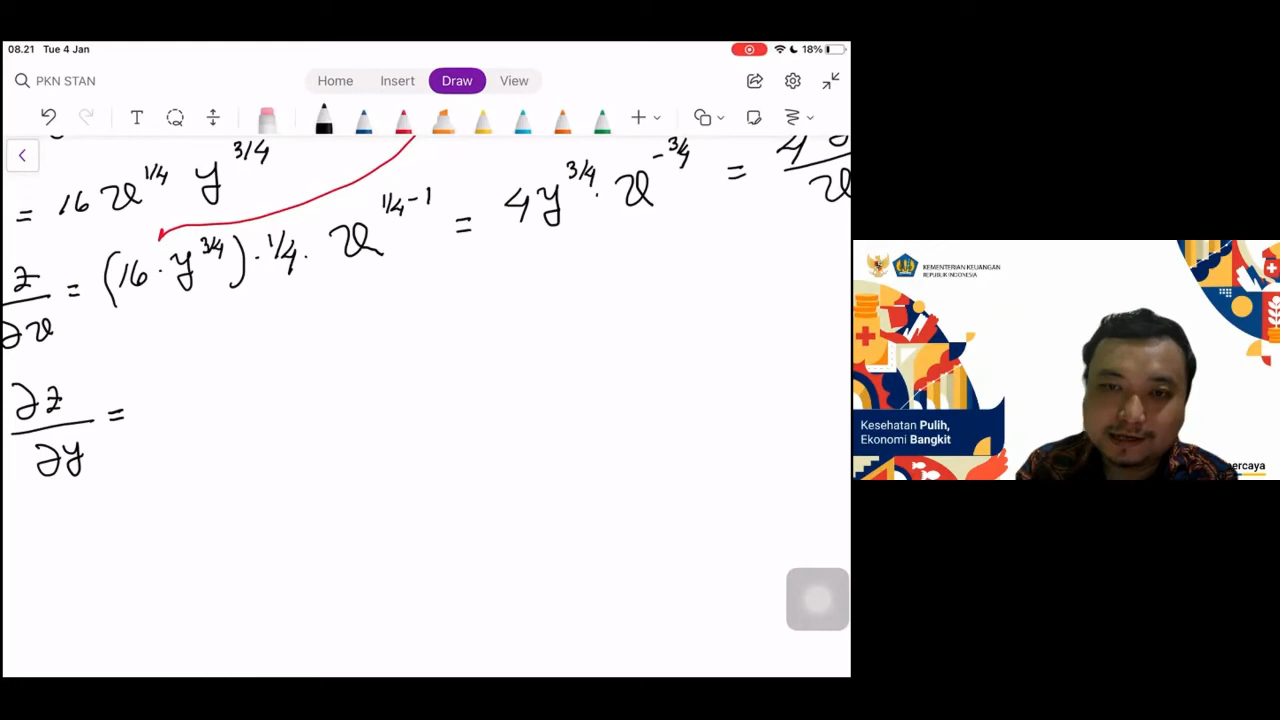 08.21 Tue 4 Jan
18%
PKN STAN
Home Insert Draw View
= 16 x^{1/4} y^{3/4}
z/∂x = (16 · y^{3/4}) · 1/4 · x^{1/4 - 1} = 4y^{3/4} · x^{-3/4} = 4
∂z/∂y =
KEMENTERIAN KEUANGAN
REPUBLIK INDONESIA
Kesehatan Pulih,
Ekonomi Bangkit
ercaya